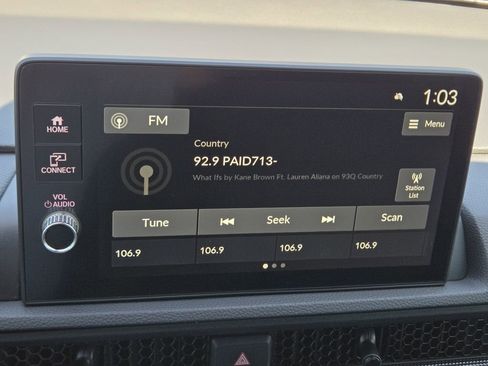 1:03
HOME
FM
Menu
Country
92.9 PAID713-
CONNECT
What Ifs by Kane Brown Ft. Lauren Aliana on 93Q Country
Station
List
VOL
AUDIO
Tune
Seek
Scan
106.9
106.9
106.9
106.9